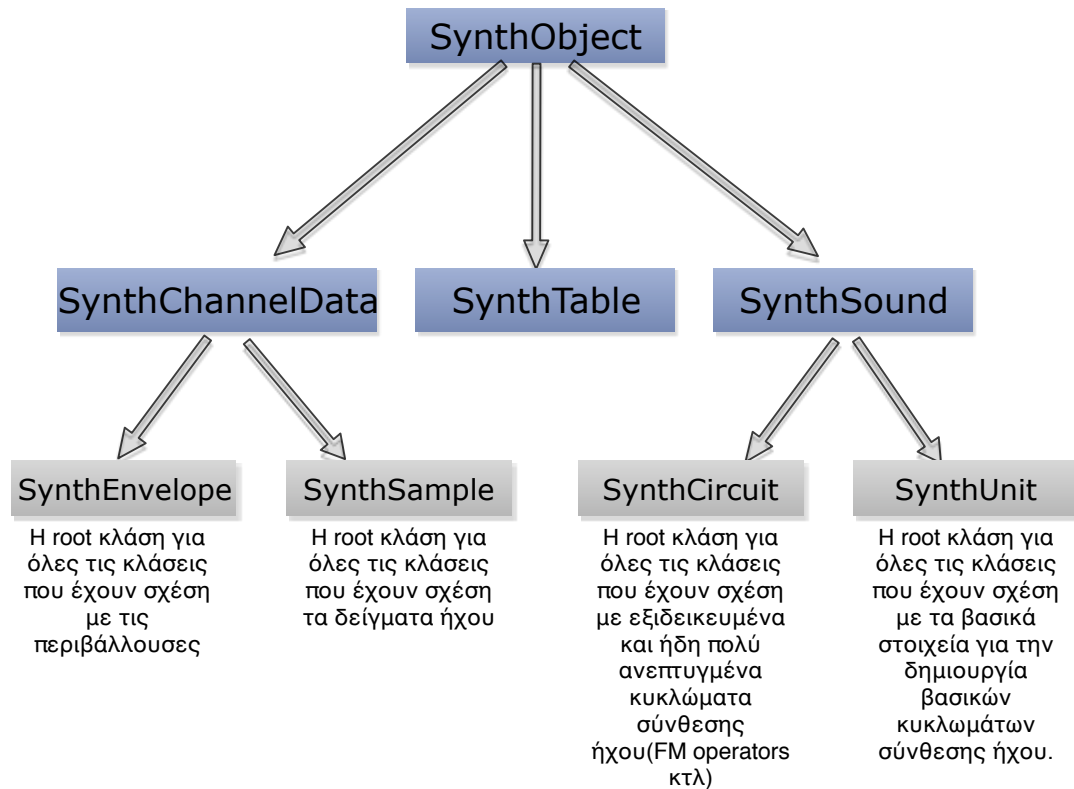 SynthObject
SynthChannelData
SynthTable
SynthSound
SynthEnvelope
SynthSample
SynthCircuit
SynthUnit
Η root κλάση για
όλες τις κλάσεις
που έχουν σχέση
με τις
περιβάλλουσες
Η root κλάση για
όλες τις κλάσεις
που έχουν σχέση
τα δείγματα ήχου
Η root κλάση για
όλες τις κλάσεις
που έχουν σχέση
με εξιδεικευμένα
και ήδη πολύ
ανεπτυγμένα
κυκλώματα
σύνθεσης
ήχου(FM operators
κτλ)
Η root κλάση για
όλες τις κλάσεις
που έχουν σχέση
με τα βασικά
στοιχεία για την
δημιουργία
βασικών
κυκλωμάτων
σύνθεσης ήχου.